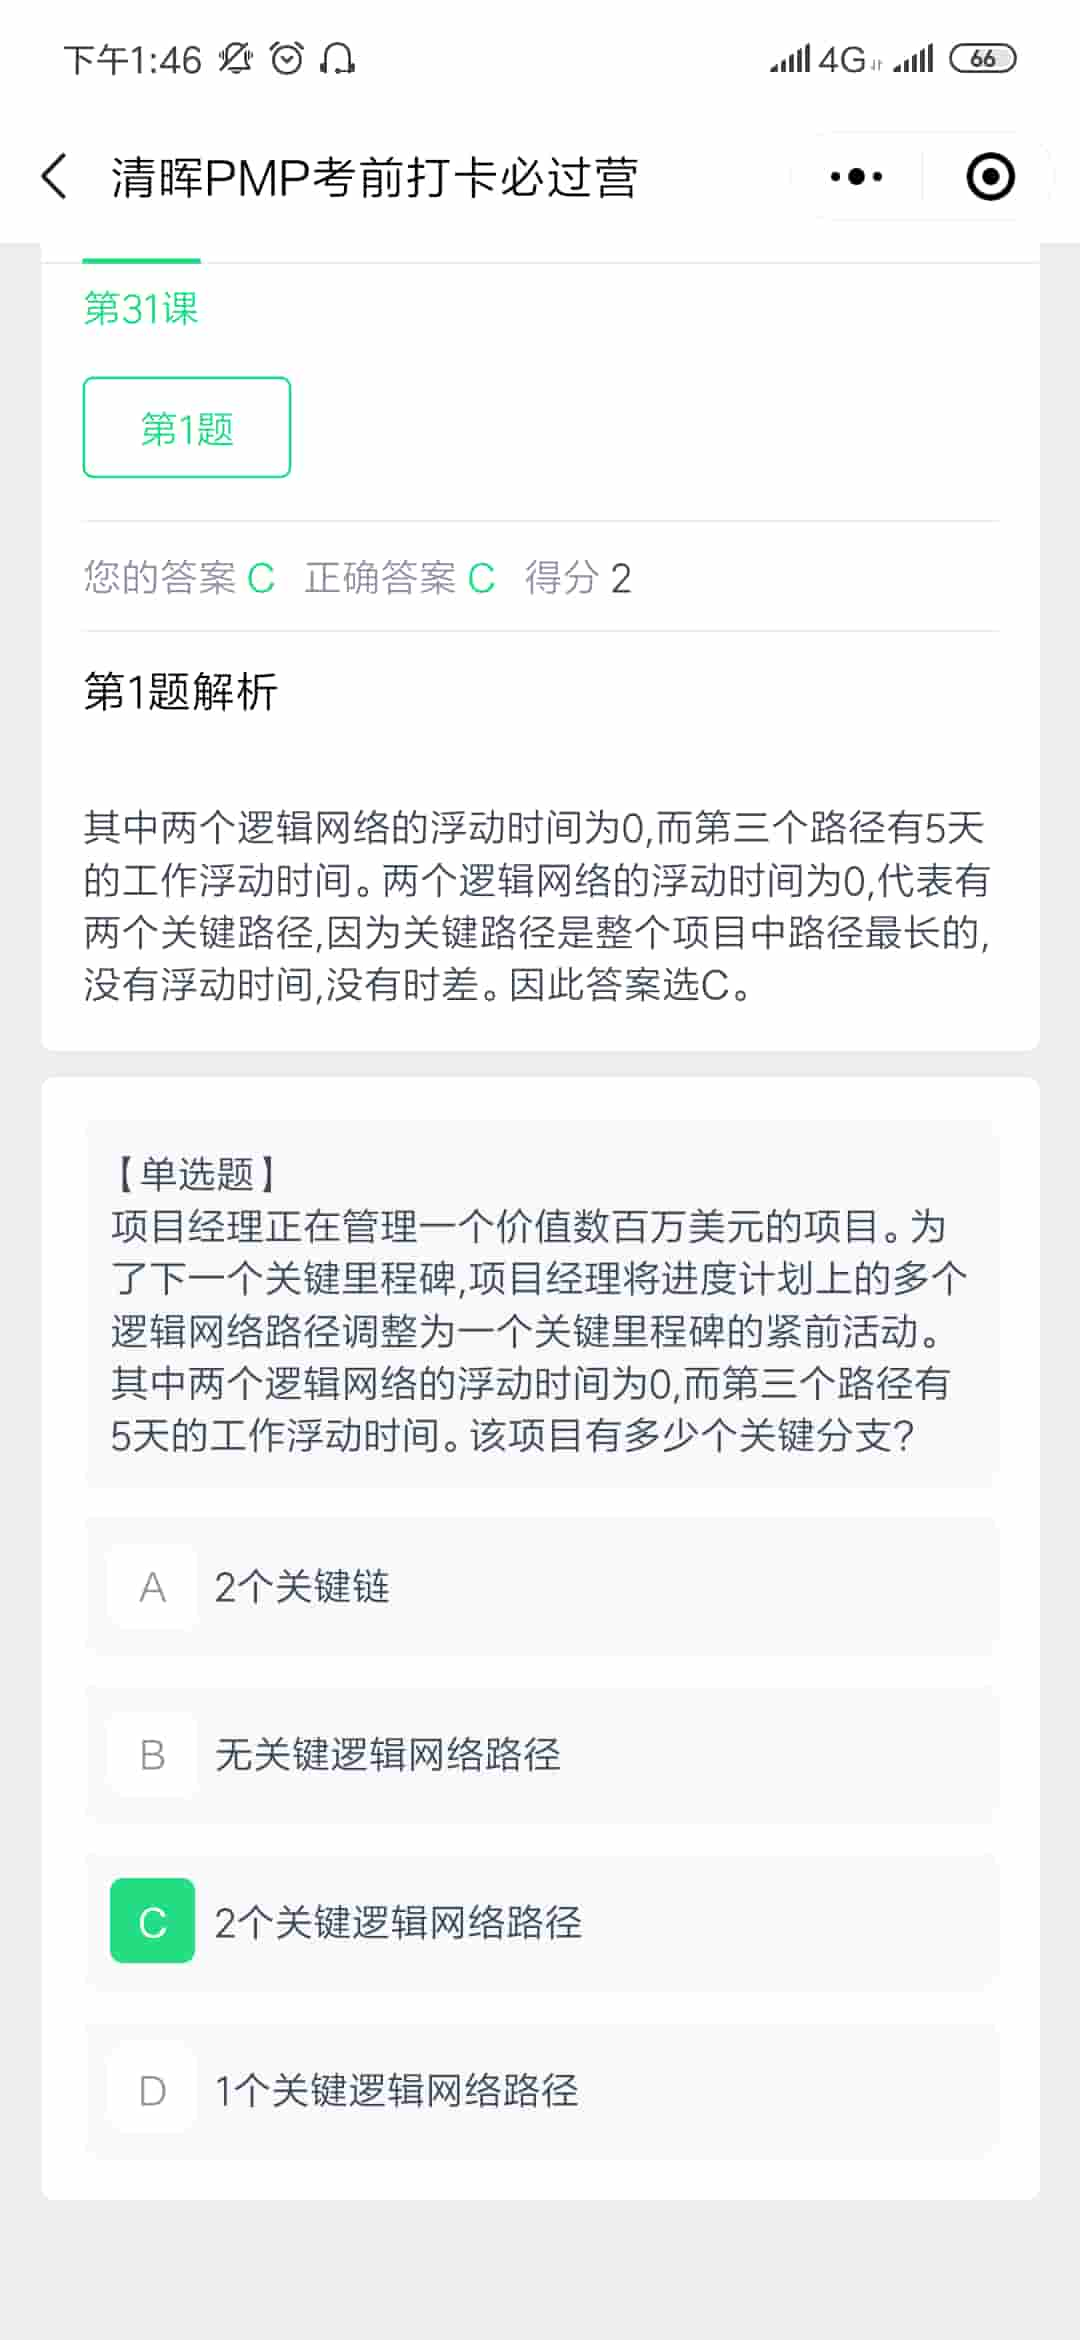 下午1:46 4G 66
清晖PMP考前打卡必过营
第31课
第1题
您的答案 C 正确答案 C 得分 2
第1题解析
其中两个逻辑网络的浮动时间为0,而第三个路径有5天
的工作浮动时间。两个逻辑网络的浮动时间为0,代表有
两个关键路径,因为关键路径是整个项目中路径最长的,
没有浮动时间,没有时差。因此答案选C。
【单选题】
项目经理正在管理一个价值数百万美元的项目。为
了下一个关键里程碑,项目经理将进度计划上的多个
逻辑网络路径调整为一个关键里程碑的紧前活动。
其中两个逻辑网络的浮动时间为0,而第三个路径有
5天的工作浮动时间。该项目有多少个关键分支?
A 2个关键链
B 无关键逻辑网络路径
C 2个关键逻辑网络路径
D 1个关键逻辑网络路径